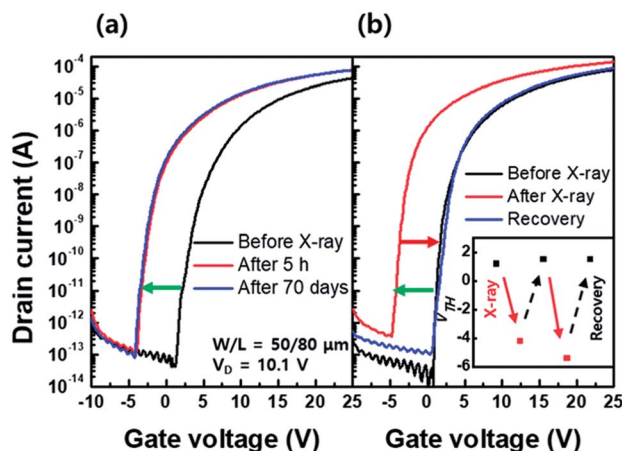 (a)
(b)
Drain current (A)
10⁻⁴
10⁻⁵
10⁻⁶
10⁻⁷
10⁻⁸
10⁻⁹
10⁻¹⁰
10⁻¹¹
10⁻¹²
10⁻¹³
10⁻¹⁴
Before X-ray
After 5 h
After 70 days
W/L = 50/80 μm
V_D = 10.1 V
-10 -5 0 5 10 15 20 25
Gate voltage (V)
Before X-ray
After X-ray
Recovery
V_TH
2
0
-2
-4
-6
X-ray
Recovery
-5 0 5 10 15 20 25
Gate voltage (V)